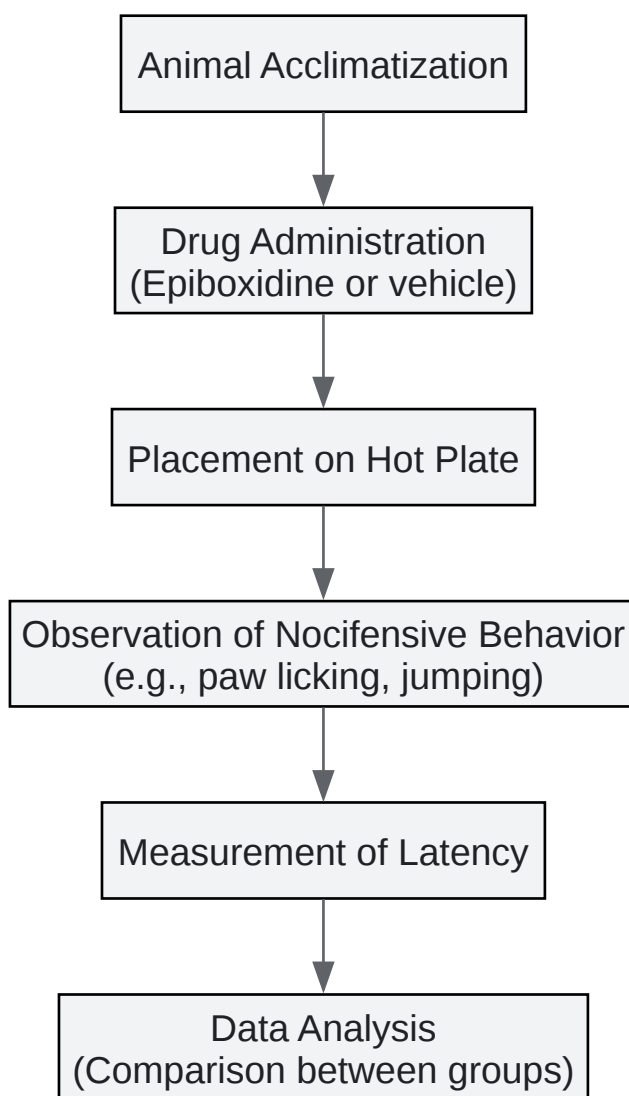 Animal Acclimatization
Drug Administration
(Epiboxidine or vehicle)
Placement on Hot Plate
Observation of Nocifensive Behavior
(e.g., paw licking, jumping)
Measurement of Latency
Data Analysis
(Comparison between groups)